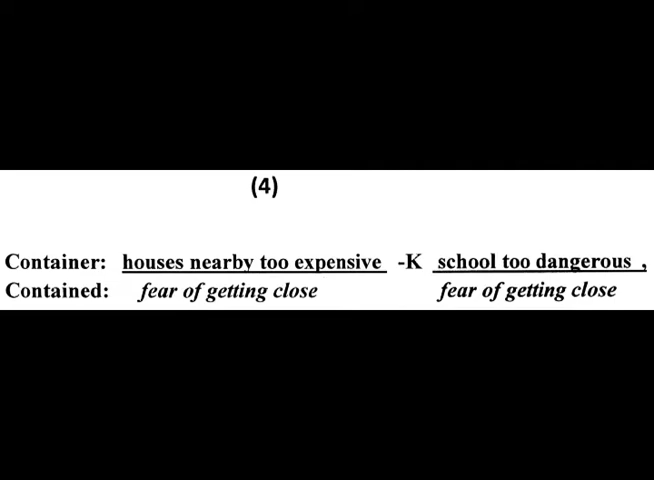 (4)
Container: houses nearby too expensive -K school too dangerous ,
Contained: fear of getting close fear of getting close